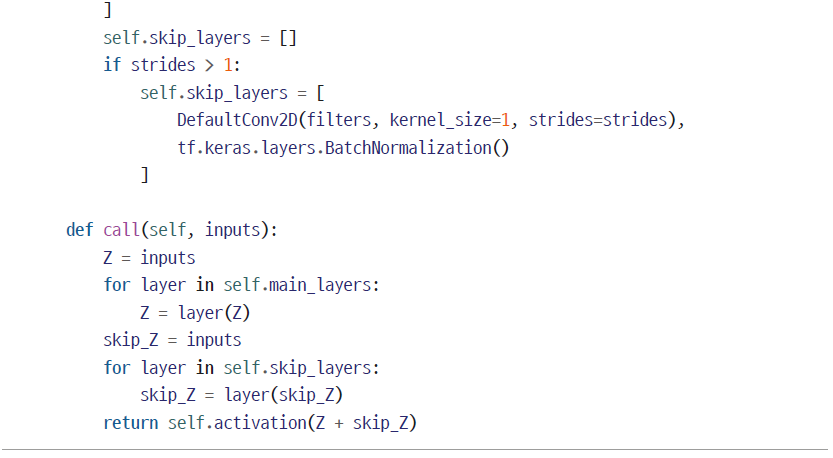 ]
        self.skip_layers = []
        if strides > 1:
            self.skip_layers = [
                DefaultConv2D(filters, kernel_size=1, strides=strides),
                tf.keras.layers.BatchNormalization()
            ]

    def call(self, inputs):
        Z = inputs
        for layer in self.main_layers:
            Z = layer(Z)
        skip_Z = inputs
        for layer in self.skip_layers:
            skip_Z = layer(skip_Z)
        return self.activation(Z + skip_Z)